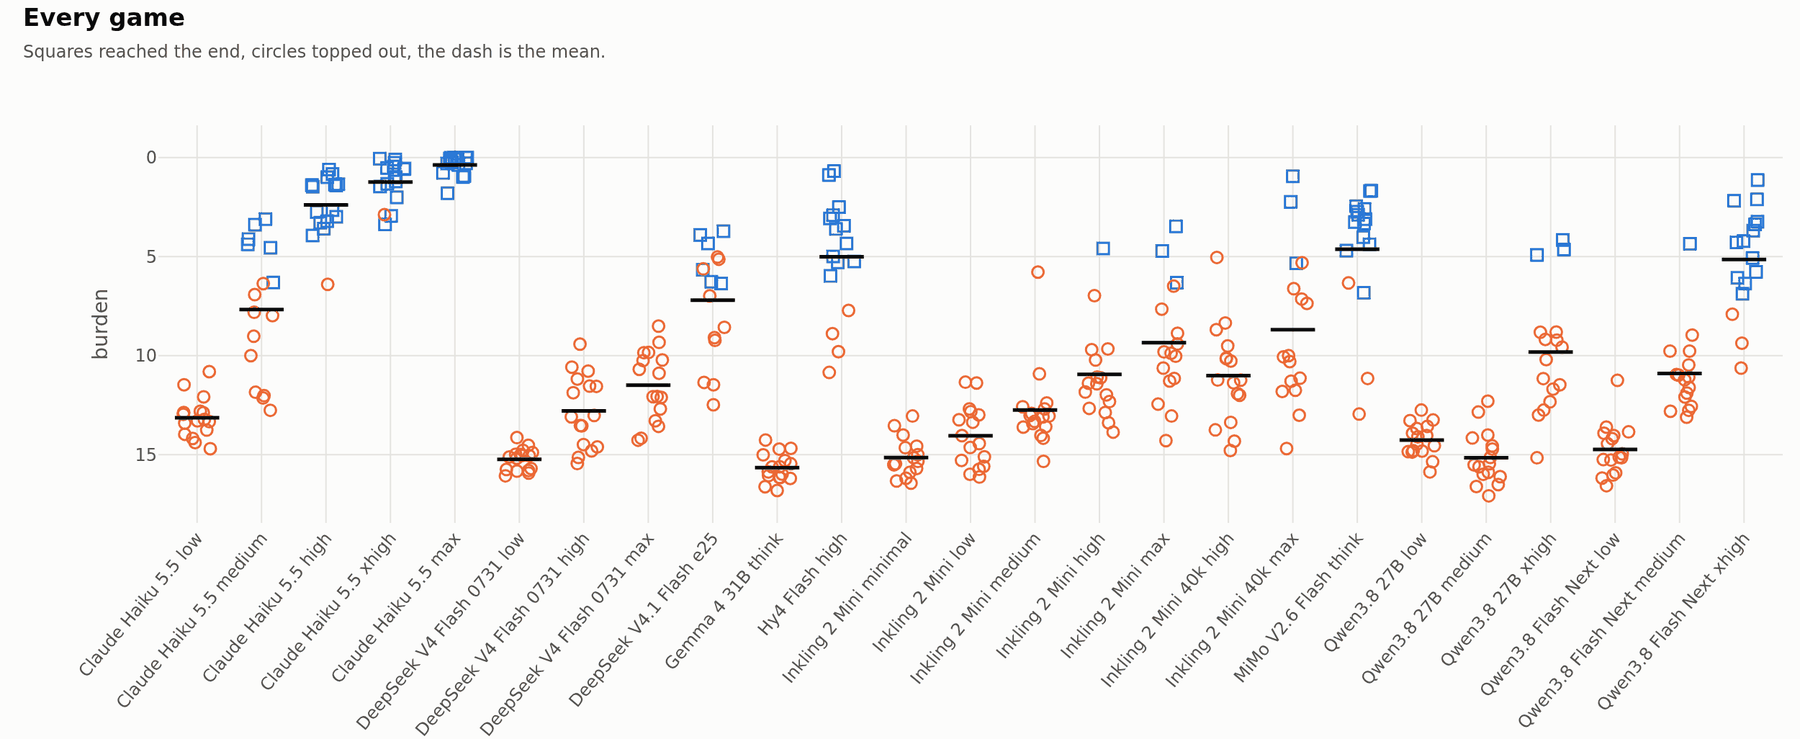 Every game
Squares reached the end, circles topped out, the dash is the mean.
burden
0
5
10
15
Claude Haiku 5.5 low
Claude Haiku 5.5 medium
Claude Haiku 5.5 high
Claude Haiku 5.5 xhigh
Claude Haiku 5.5 max
DeepSeek V4 Flash 0731 low
DeepSeek V4 Flash 0731 high
DeepSeek V4 Flash 0731 max
DeepSeek V4.1 Flash e25
Gemma 4 31B think
Hy4 Flash high
Inkling 2 Mini minimal
Inkling 2 Mini low
Inkling 2 Mini medium
Inkling 2 Mini high
Inkling 2 Mini max
Inkling 2 Mini 40k high
Inkling 2 Mini 40k max
MiMo V2.6 Flash think
Qwen3.8 27B low
Qwen3.8 27B medium
Qwen3.8 27B xhigh
Qwen3.8 Flash Next low
Qwen3.8 Flash Next medium
Qwen3.8 Flash Next xhigh